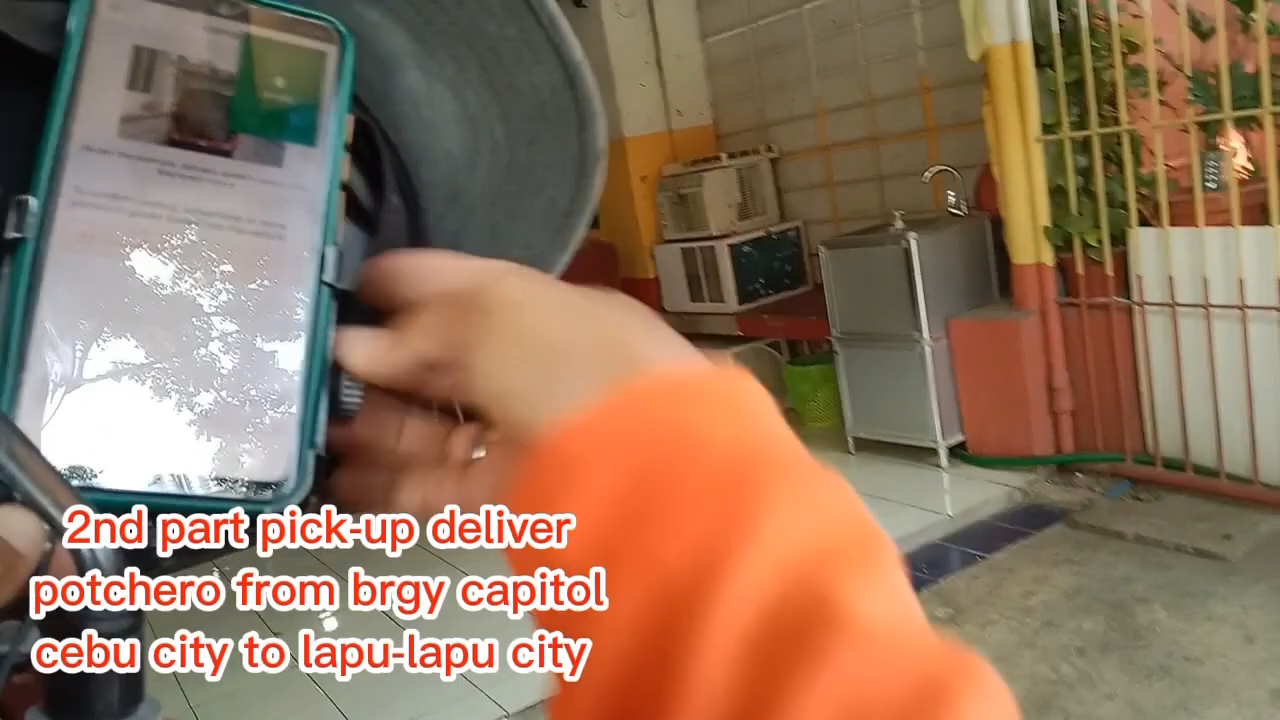 2nd part pick-up deliver
potchero from brgy capitol
cebu city to lapu-lapu city